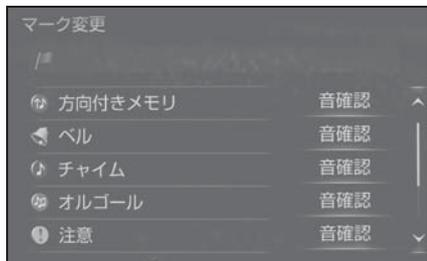 マーク変更
方向付きメモリ 音確認
ベル 音確認
チャイム 音確認
オルゴール 音確認
注意 音確認